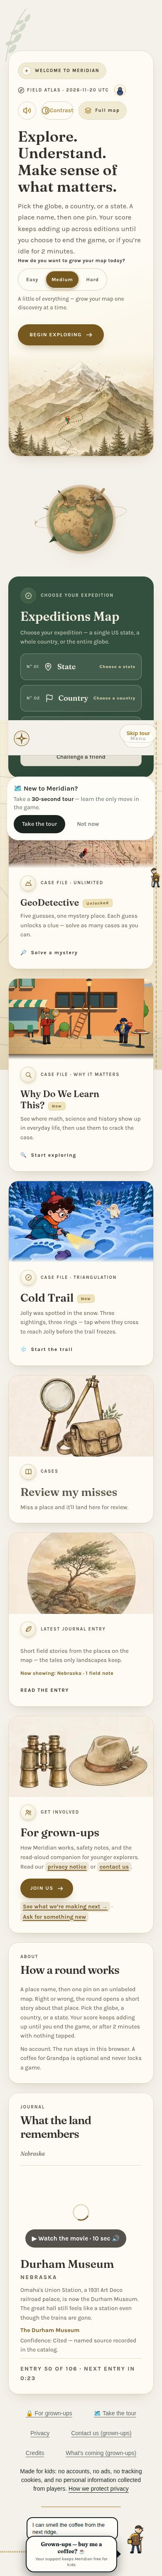 WELCOME TO MERIDIAN
FIELD ATLAS · 2026-11-20 UTC
Contrast
Full map
Explore.
Understand.
Make sense of
what matters.
Pick the globe, a country, or a state. A
place name, then one pin. Your score
keeps adding up across editions until
you choose to end the game, or if you're
idle for 2 minutes.
How do you want to grow your map today?
Easy
Medium
Hard
A little of everything — grow your map one
discovery at a time.
BEGIN EXPLORING →
CHOOSE YOUR EXPEDITION
Expeditions Map
Choose your expedition — a single US state, a
whole country, or the entire globe.
Nº 01
State
Choose a state
Nº 02
Country
Choose a country
Skip tour
Menu
Challenge a friend
New to Meridian?
Take a 30-second tour — learn the only move in
the game.
Take the tour
Not now
CASE FILE · UNLIMITED
GeoDetective
Unlocked
Five guesses, one mystery place. Each guess
unlocks a clue — solve as many cases as you
can.
Solve a mystery
CASE FILE · WHY IT MATTERS
Why Do We Learn
This?
New
See where math, science and history show up
in everyday life, then use them to crack the
case.
Start exploring
CASE FILE · TRIANGULATION
Cold Trail
New
Jolly was spotted in the snow. Three
sightings, three rings — tap where they cross
to reach Jolly before the trail freezes.
Start the trail
CASES
Review my misses
Miss a place and it'll land here for review.
LATEST JOURNAL ENTRY
Short field stories from the places on the
map — the tales only landscapes keep.
Now showing: Nebraska · 1 field note
READ THE ENTRY
GET INVOLVED
For grown-ups
How Meridian works, safety notes, and the
read-aloud companion for younger explorers.
Read our privacy notice or contact us.
JOIN US →
See what we're making next →
Ask for something new
ABOUT
How a round works
A place name, then one pin on an unlabeled
map. Right or wrong, the round opens a short
story about that place. Pick the globe, a
country, or a state. Your score keeps adding
up until you end the game, or after 2 minutes
with nothing tapped.
No account. The run stays in this browser. A
coffee for Grandpa is optional and never locks
a game.
JOURNAL
What the land
remembers
Nebraska
▶ Watch the movie · 10 sec
Durham Museum
NEBRASKA
Omaha's Union Station, a 1931 Art Deco
railroad palace, is now the Durham Museum.
The great hall still feels like a station even
though the trains are gone.
The Durham Museum
Confidence: Cited — named source recorded
in the catalog.
ENTRY 50 OF 106 · NEXT ENTRY IN
0:23
For grown-ups
Take the tour
Privacy
Contact us (grown-ups)
Credits
What's coming (grown-ups)
Made for kids: no accounts, no ads, no tracking
cookies, and no personal information collected
from players. How we protect privacy
I can smell the coffee from the
next ridge.
Grown-ups — buy me a
coffee?
Your support keeps Meridian free for
kids